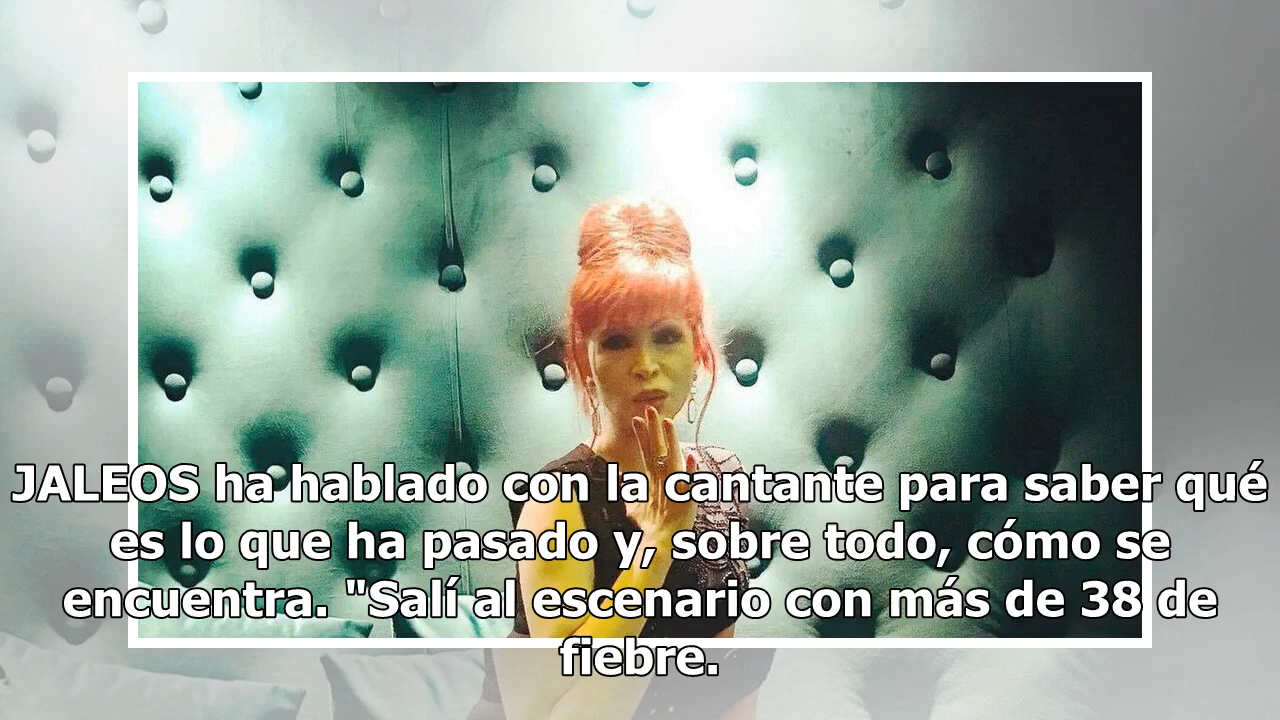 JALEOS ha hablado con la cantante para saber qué
es lo que ha pasado y, sobre todo, cómo se
encuentra. "Salí al escenario con más de 38 de
fiebre.